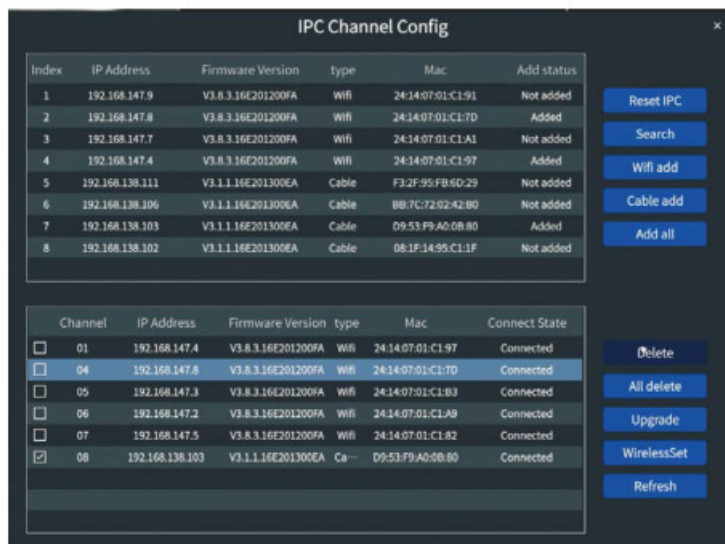 IPC Channel Config
×
Index IP Address Firmware Version type Mac Add status
1 192.168.147.9 V3.8.3.16E201200FA Wifi 24:14:07:01:C1:91 Not added
2 192.168.147.8 V3.8.3.16E201200FA Wifi 24:14:07:01:C1:7D Added
3 192.168.147.7 V3.8.3.16E201200FA Wifi 24:14:07:01:C1:A1 Not added
4 192.168.147.4 V3.8.3.16E201200FA Wifi 24:14:07:01:C1:97 Added
5 192.168.138.111 V3.1.1.16E201300EA Cable F3:2F:95:FB:6D:29 Not added
6 192.168.138.106 V3.1.1.16E201300EA Cable BB:7C:72:02:42:B0 Not added
7 192.168.138.103 V3.1.1.16E201300EA Cable D9:53:F9:A0:0B:80 Added
8 192.168.138.102 V3.1.1.16E201300EA Cable 08:1F:14:95:C1:1F Not added
Reset IPC
Search
Wifi add
Cable add
Add all
Channel IP Address Firmware Version type Mac Connect State
01 192.168.147.4 V3.8.3.16E201200FA Wifi 24:14:07:01:C1:97 Connected
04 192.168.147.8 V3.8.3.16E201200FA Wifi 24:14:07:01:C1:7D Connected
05 192.168.147.3 V3.8.3.16E201200FA Wifi 24:14:07:01:C1:B3 Connected
06 192.168.147.2 V3.8.3.16E201200FA Wifi 24:14:07:01:C1:A9 Connected
07 192.168.147.5 V3.8.3.16E201200FA Wifi 24:14:07:01:C1:82 Connected
08 192.168.138.103 V3.1.1.16E201300EA Ca··· D9:53:F9:A0:0B:80 Connected
Delete
All delete
Upgrade
WirelessSet
Refresh